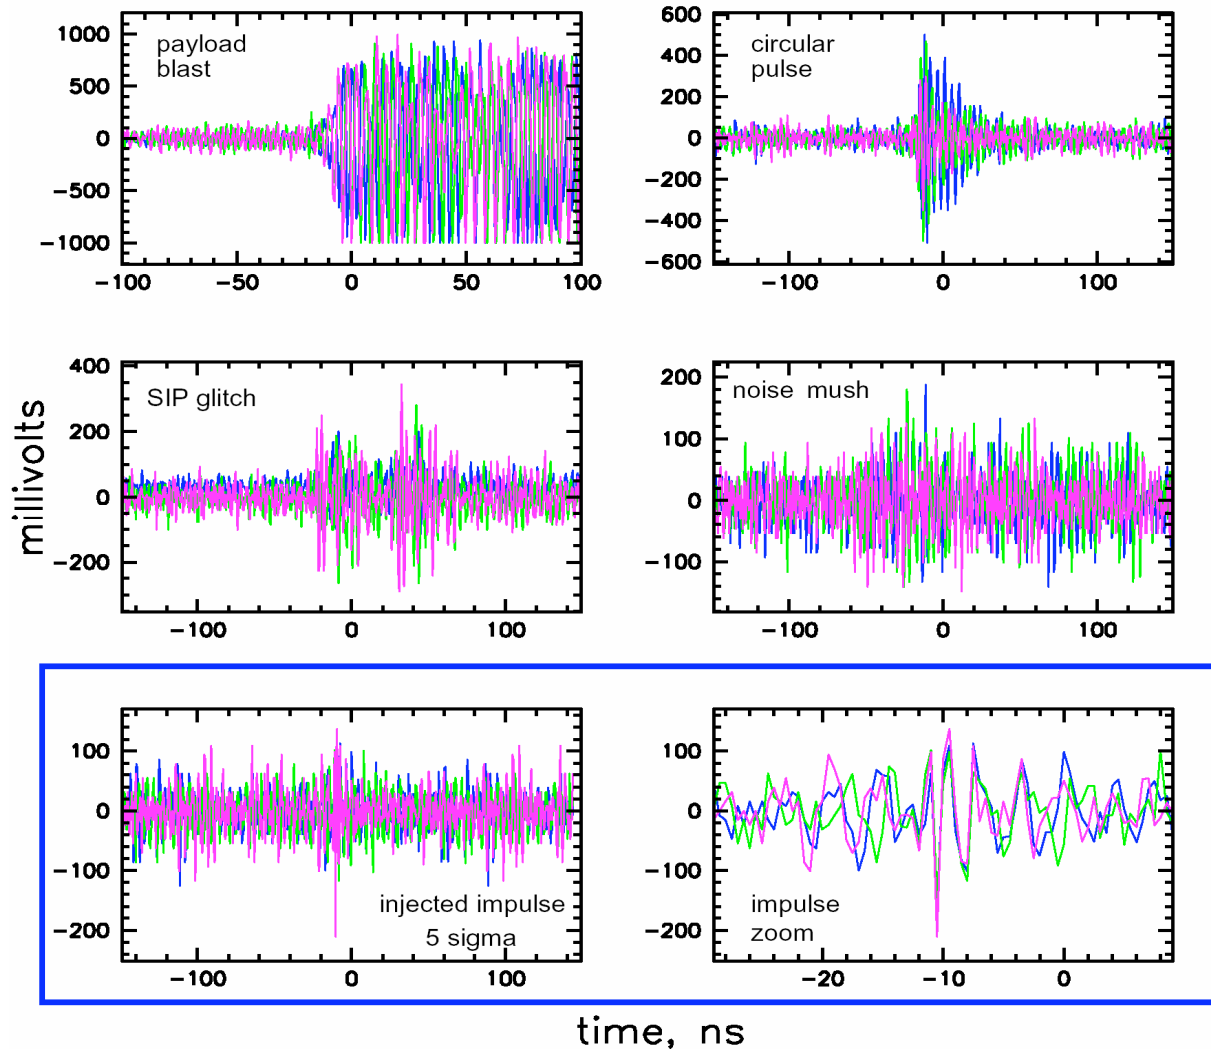 payload
blast
1000
500
0
−500
−1000
−100 −50 0 50 100
circular
pulse
600
400
200
0
−200
−400
−600
−100 0 100
SIP glitch
400
200
0
−200
−100 0 100
noise mush
200
100
0
−100
−100 0 100
millivolts
100
0
−100
−200
injected impulse
5 sigma
−100 0 100
100
0
−100
−200
impulse
zoom
−20 −10 0
time, ns